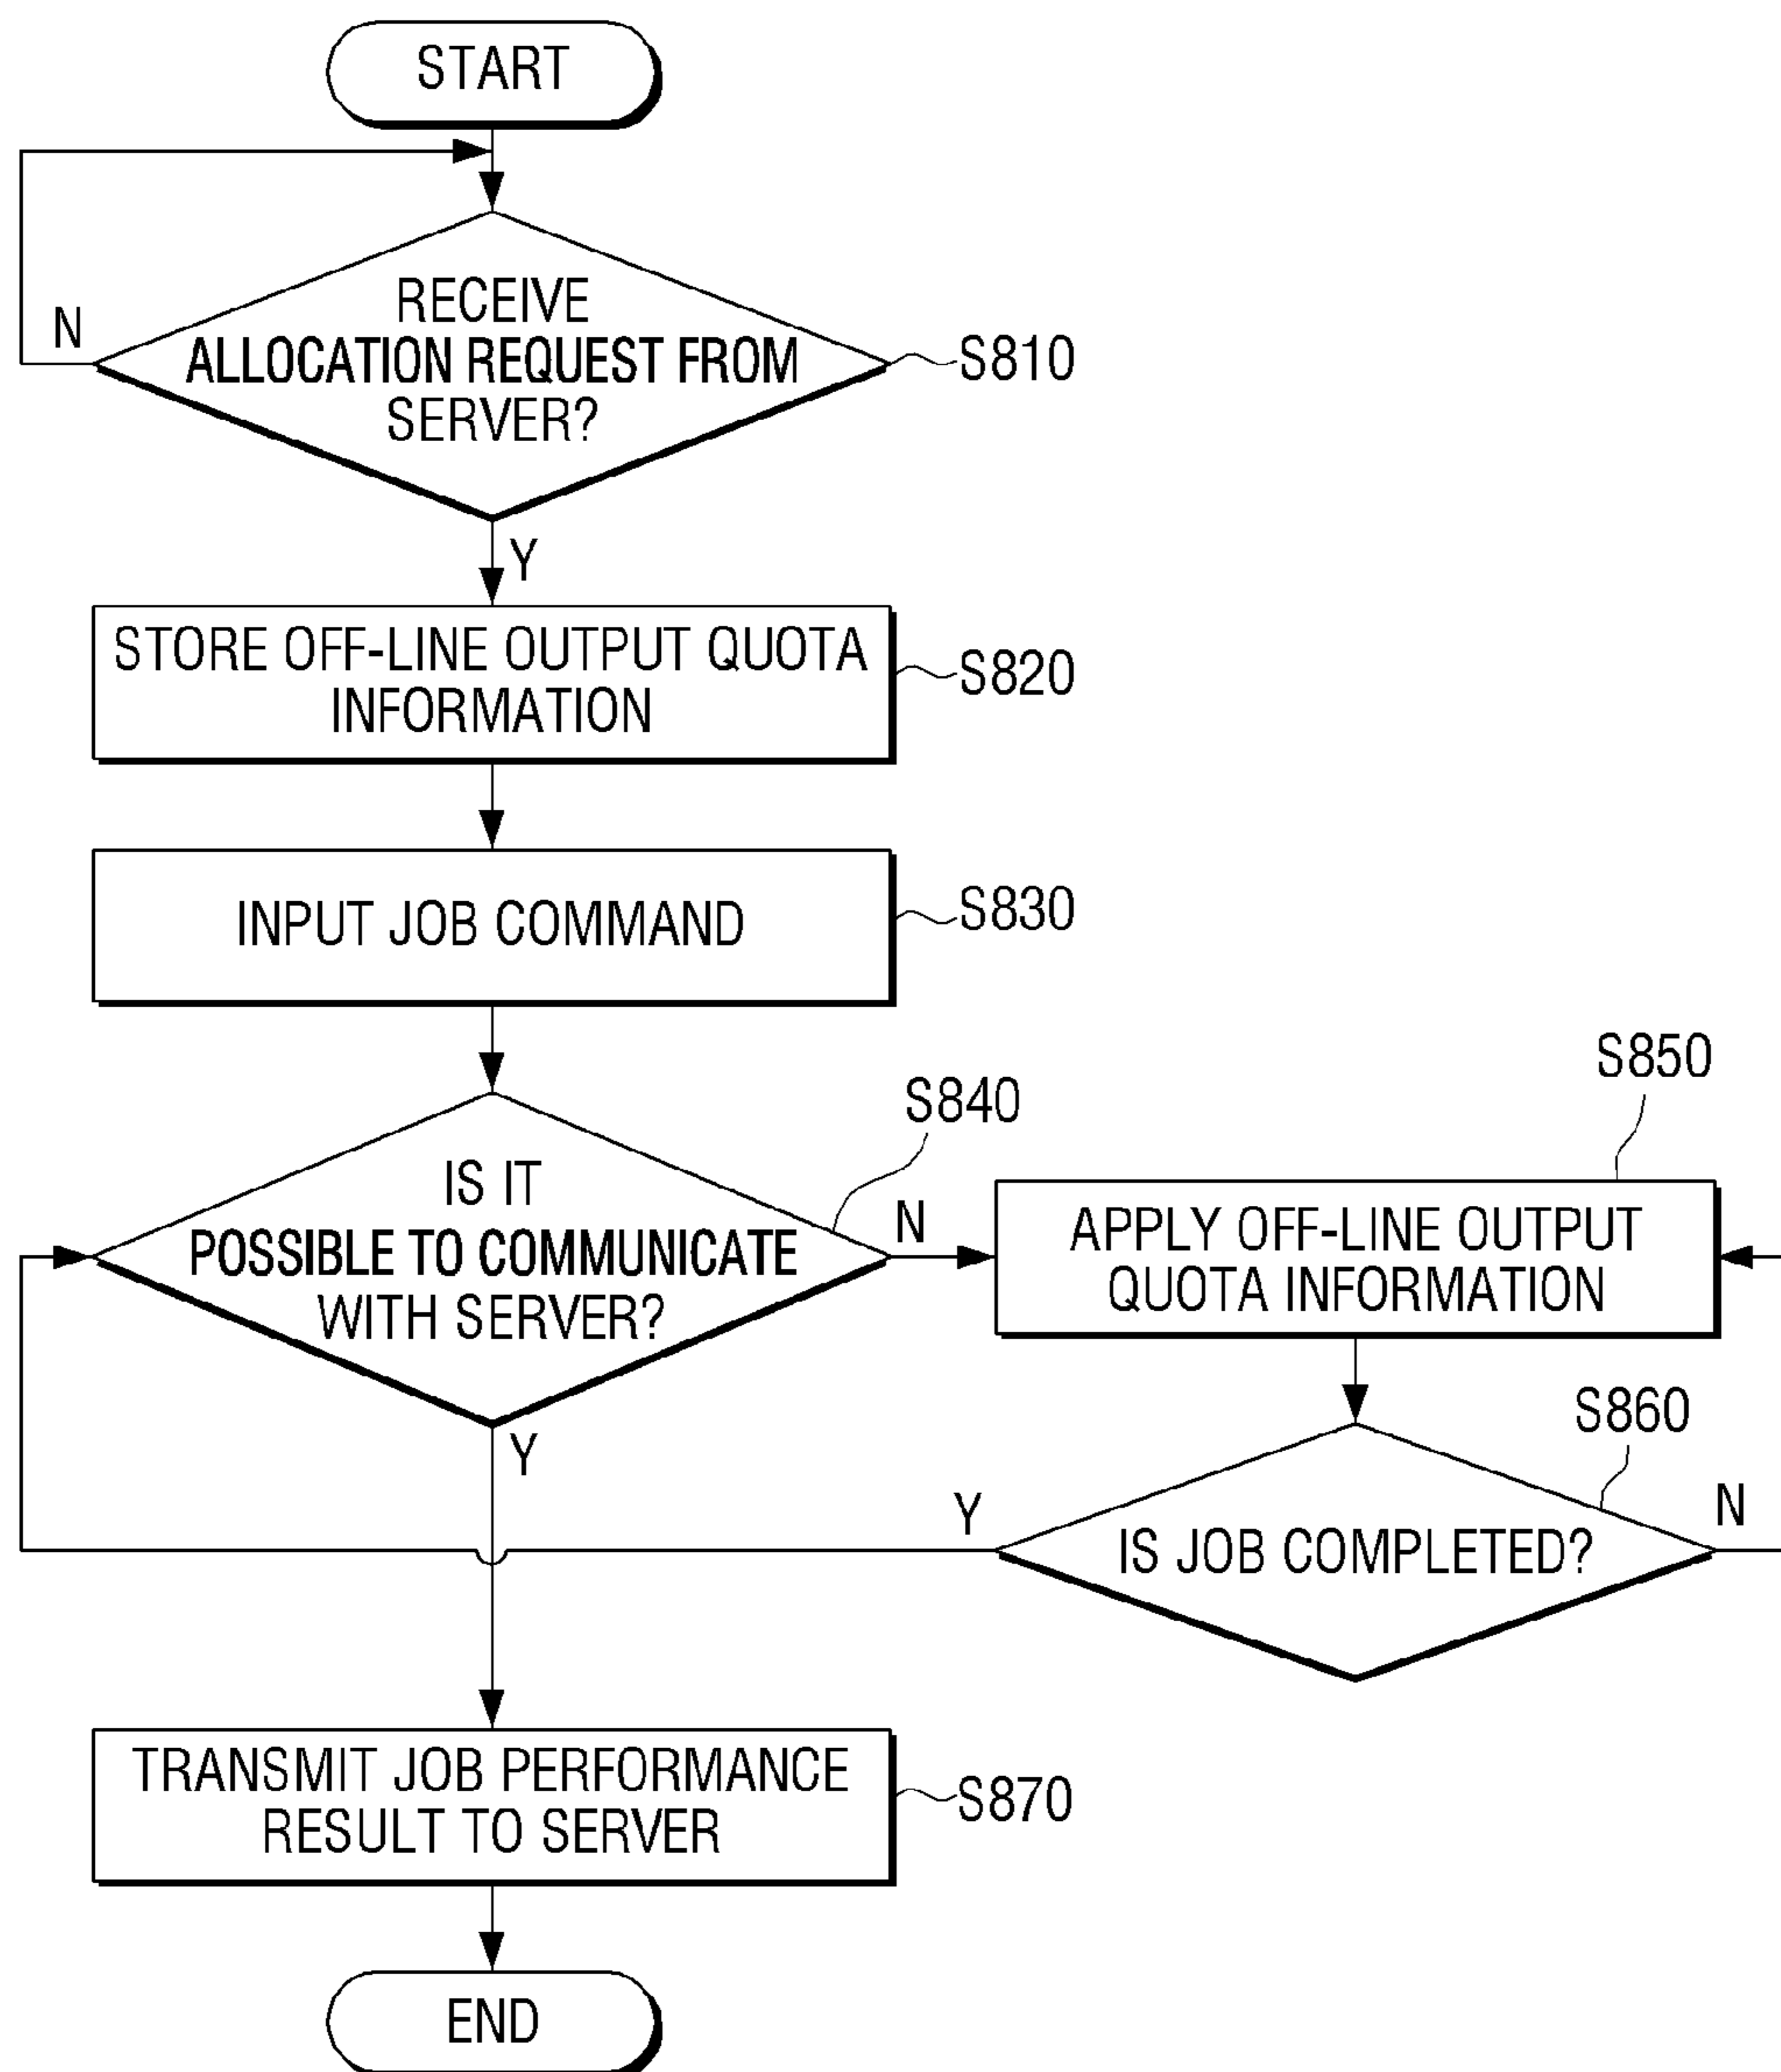 START
N
RECEIVE
ALLOCATION REQUEST FROM
SERVER?
S810
Y
STORE OFF-LINE OUTPUT QUOTA
INFORMATION
S820
INPUT JOB COMMAND
S830
S840
IS IT
POSSIBLE TO COMMUNICATE
WITH SERVER?
N
Y
S850
APPLY OFF-LINE OUTPUT
QUOTA INFORMATION
S860
Y
IS JOB COMPLETED?
N
TRANSMIT JOB PERFORMANCE
RESULT TO SERVER
S870
END